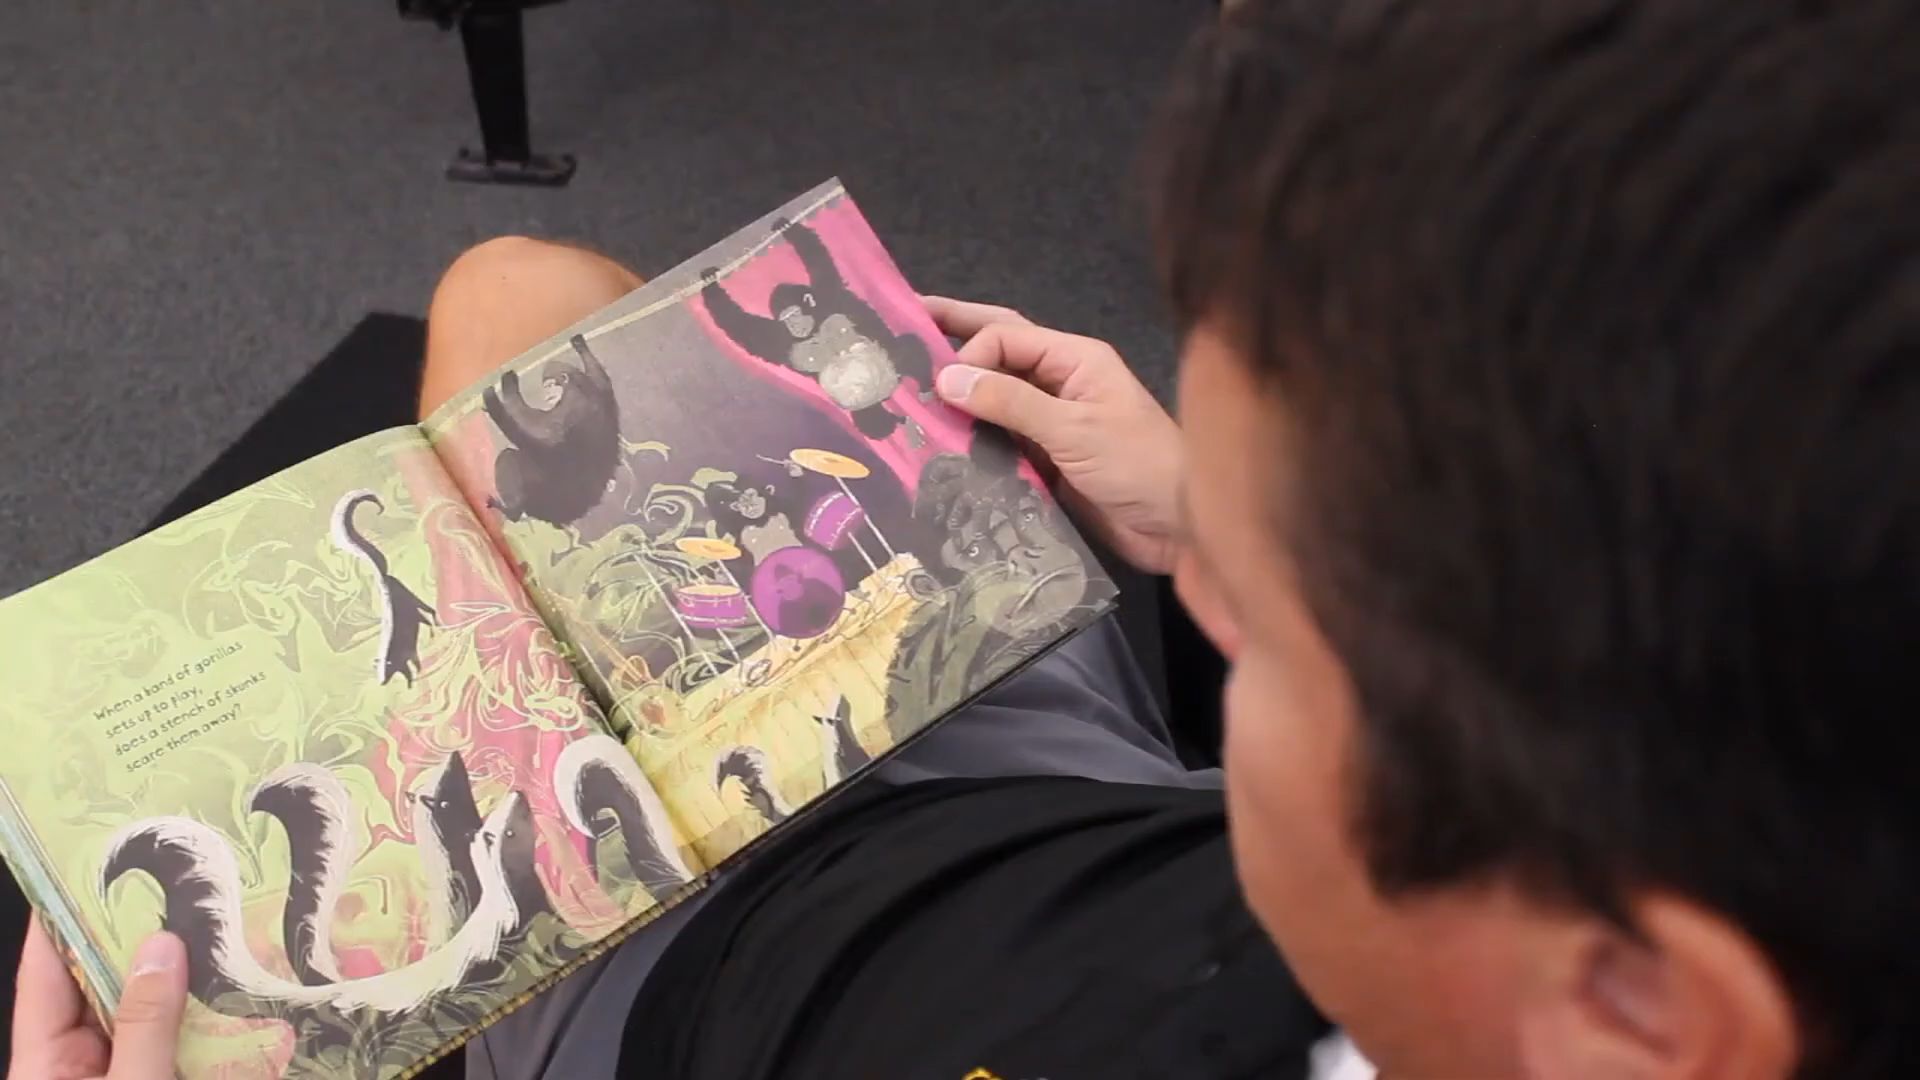 When a band of gorillas
sets up to play,
does a stench of skunks
scare them away?